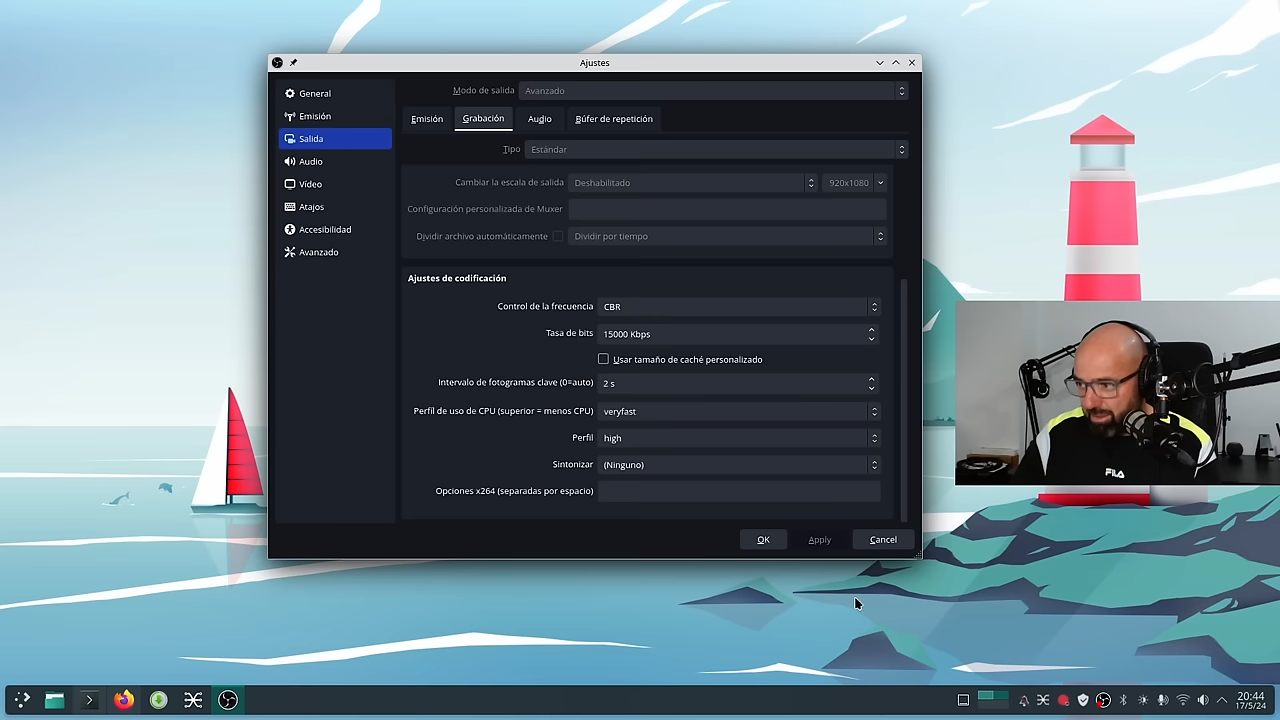 Ajustes
General
Emisión
Salida
Audio
Vídeo
Atajos
Accesibilidad
Avanzado
Modo de salida Avanzado
Emisión Grabación Audio Búfer de repetición
Tipo Estándar
Cambiar la escala de salida Deshabilitado 920x1080
Configuración personalizada de Muxer
Dividir archivo automáticamente Dividir por tiempo
Ajustes de codificación
Control de la frecuencia CBR
Tasa de bits 15000 Kbps
Usar tamaño de caché personalizado
Intervalo de fotogramas clave (0=auto) 2 s
Perfil de uso de CPU (superior = menos CPU) veryfast
Perfil high
Sintonizar (Ninguno)
Opciones x264 (separadas por espacio)
OK Apply Cancel
FILA
20:44
17/5/24